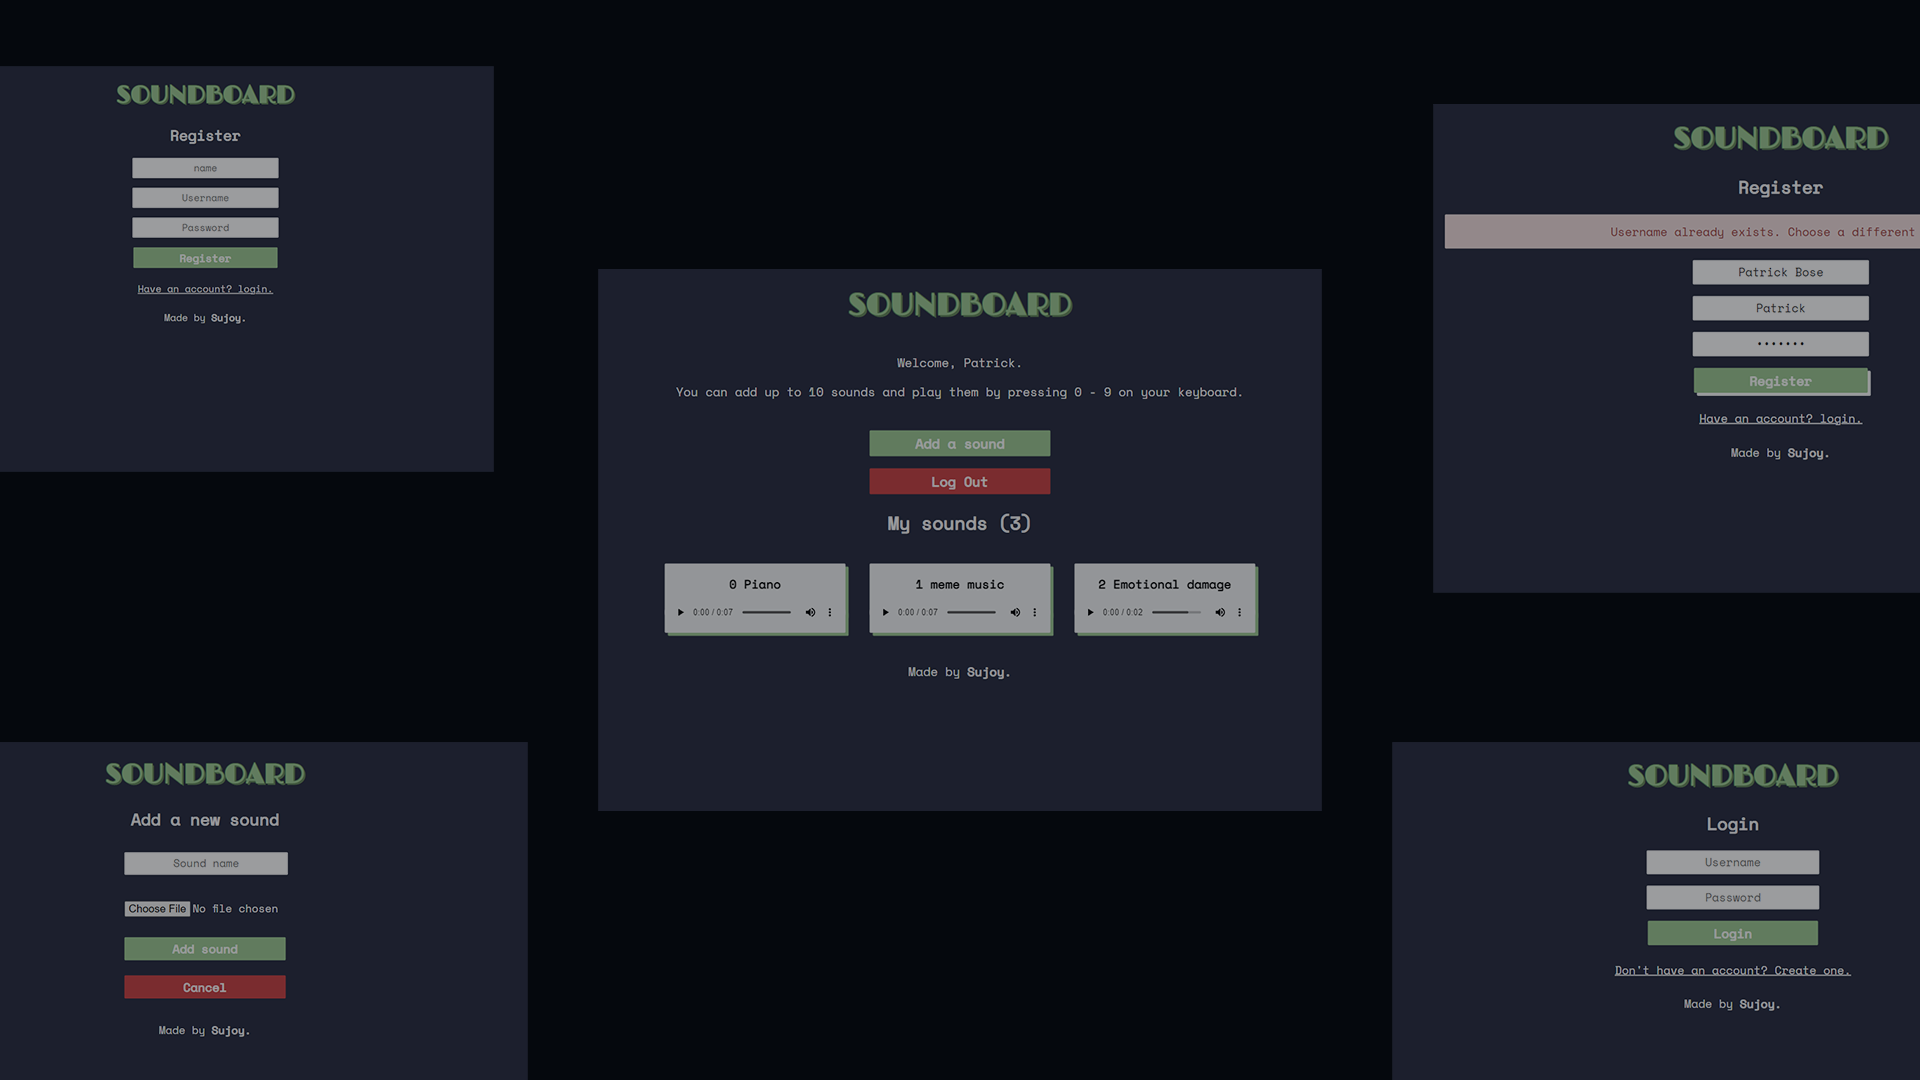 SOUNDBOARD
Register
name
Username
Password
Register
Have an account? login.
Made by Sujoy.
SOUNDBOARD
Welcome, Patrick.
You can add up to 10 sounds and play them by pressing 0 - 9 on your keyboard.
Add a sound
Log Out
My sounds (3)
0 Piano
0:00 / 0:07
1 meme music
0:00 / 0:07
2 Emotional damage
0:00 / 0:02
Made by Sujoy.
SOUNDBOARD
Register
Username already exists. Choose a different
Patrick Bose
Patrick
•••••••
Register
Have an account? login.
Made by Sujoy.
SOUNDBOARD
Add a new sound
Sound name
Choose File No file chosen
Add sound
Cancel
Made by Sujoy.
SOUNDBOARD
Login
Username
Password
Login
Don't have an account? Create one.
Made by Sujoy.